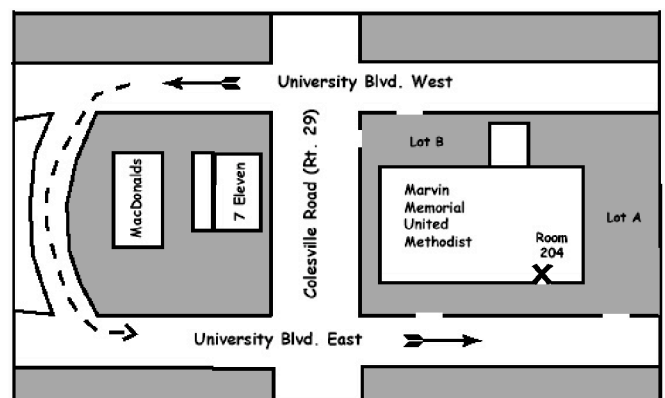 University Blvd. West
Colesville Road (Rt. 29)
Lot B
MacDonalds
7 Eleven
Marvin
Memorial
United
Methodist
Lot A
Room
204
X
University Blvd. East